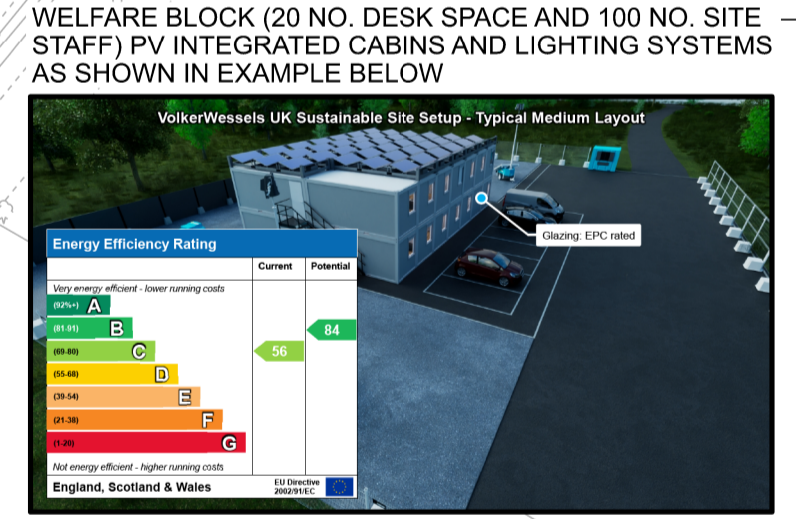 WELFARE BLOCK (20 NO. DESK SPACE AND 100 NO. SITE
STAFF) PV INTEGRATED CABINS AND LIGHTING SYSTEMS
AS SHOWN IN EXAMPLE BELOW
VolkerWessels UK Sustainable Site Setup - Typical Medium Layout
Glazing: EPC rated
Energy Efficiency Rating
Current Potential
Very energy efficient - lower running costs
(92%+) A
(81-91) B 84
(69-80) C 56
(55-68) D
(39-54) E
(21-38) F
(1-20) G
Not energy efficient - higher running costs
England, Scotland & Wales
EU Directive
2002/91/EC